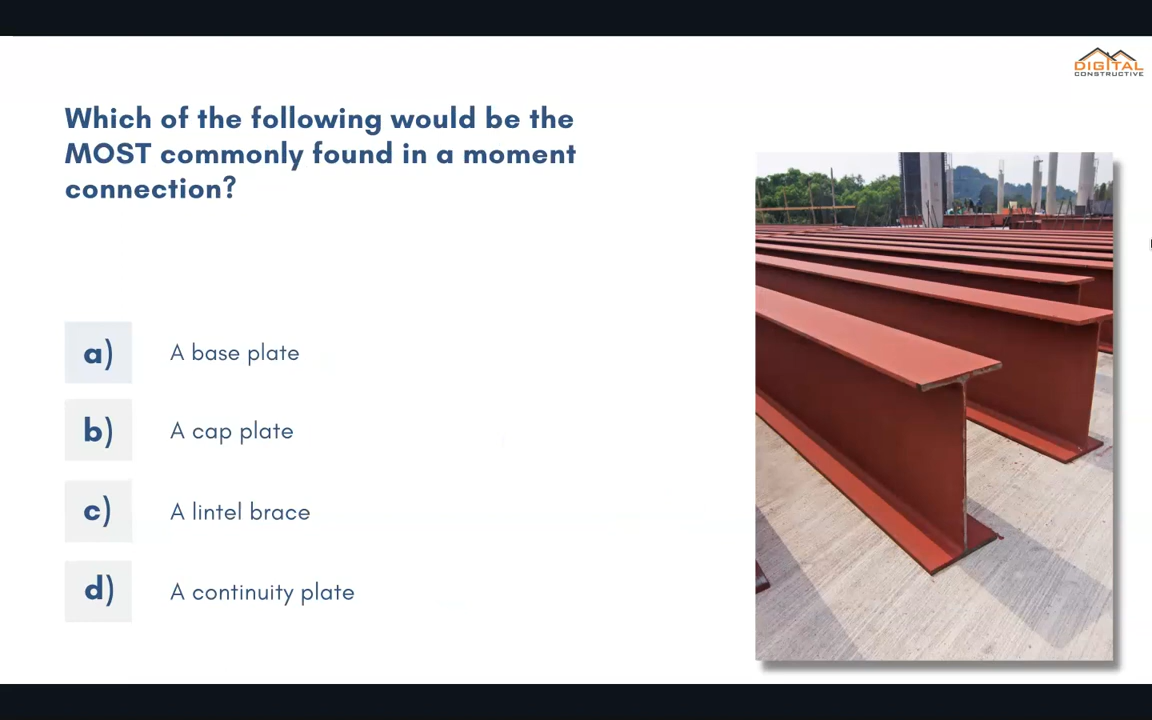 DIGITAL
CONSTRUCTIVE
Which of the following would be the
MOST commonly found in a moment
connection?
a) A base plate
b) A cap plate
c) A lintel brace
d) A continuity plate